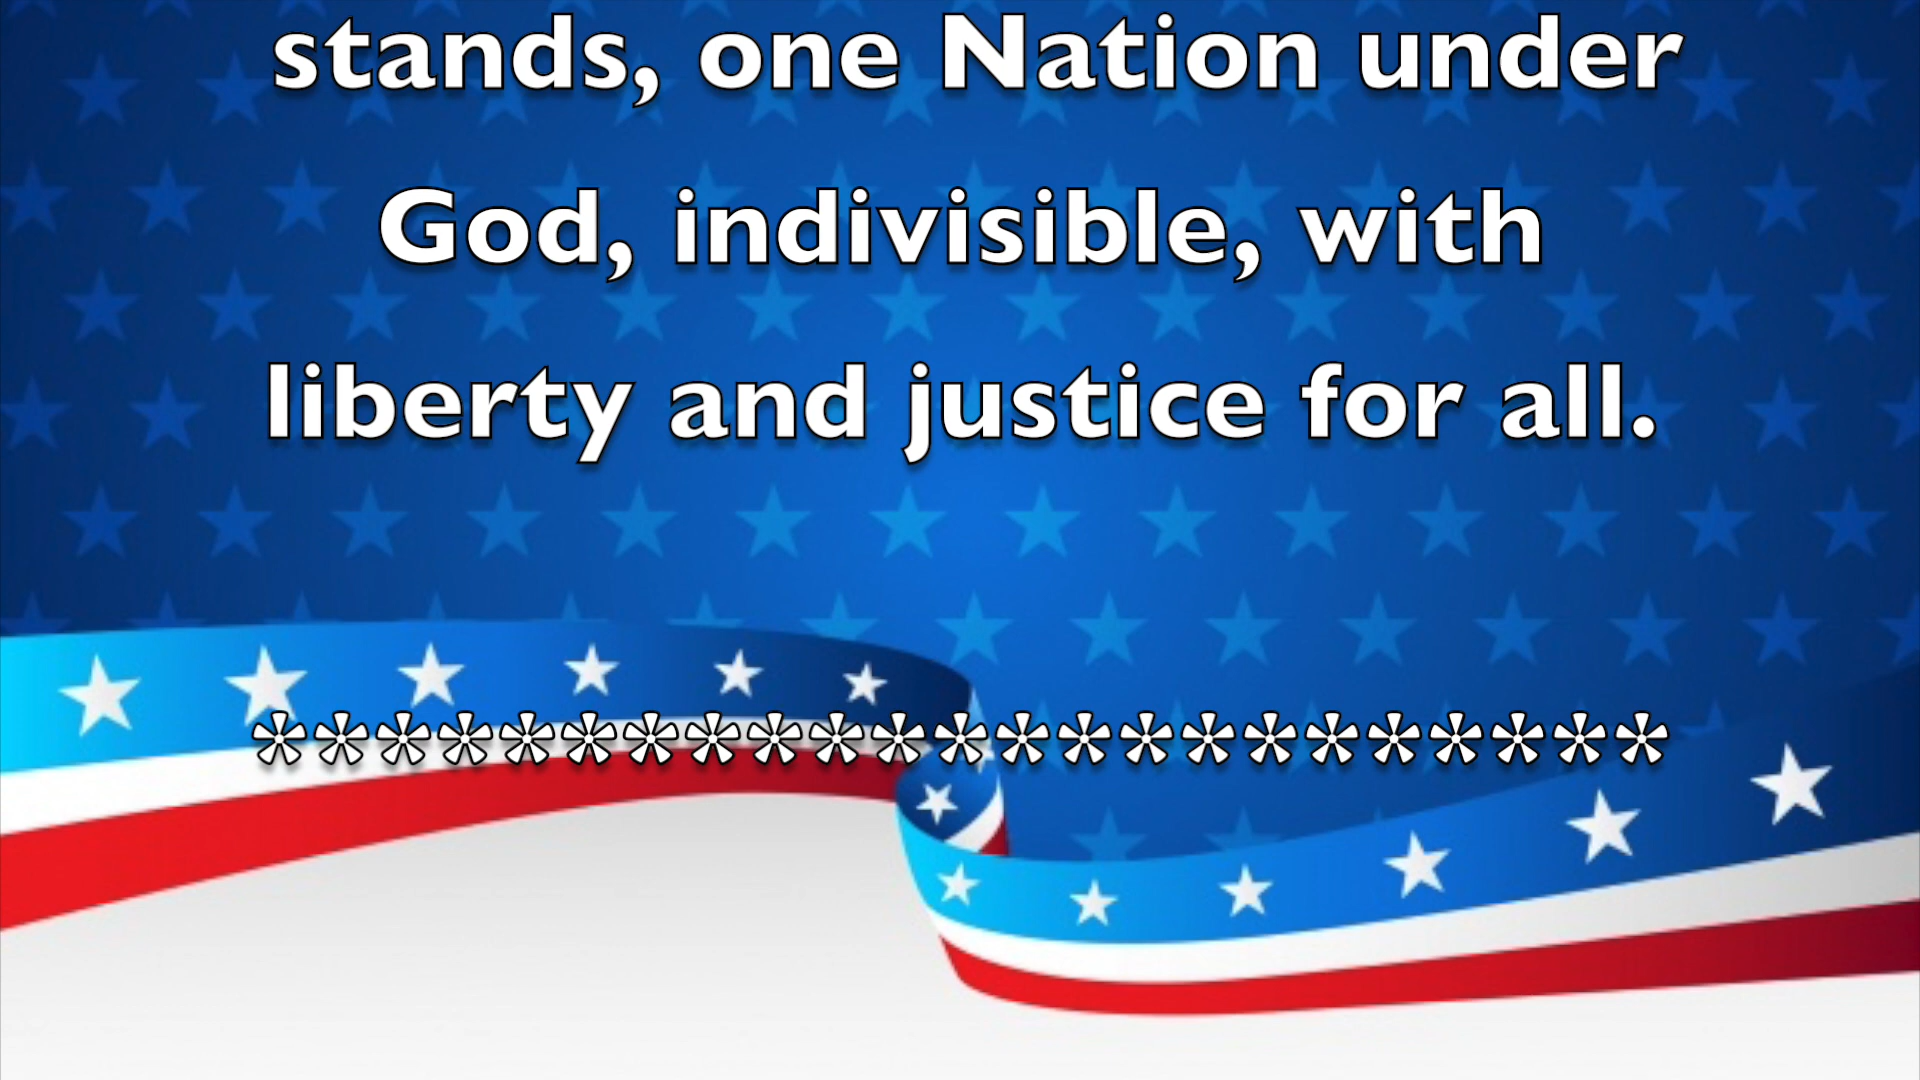 stands, one Nation under
God, indivisible, with
liberty and justice for all.
***********************